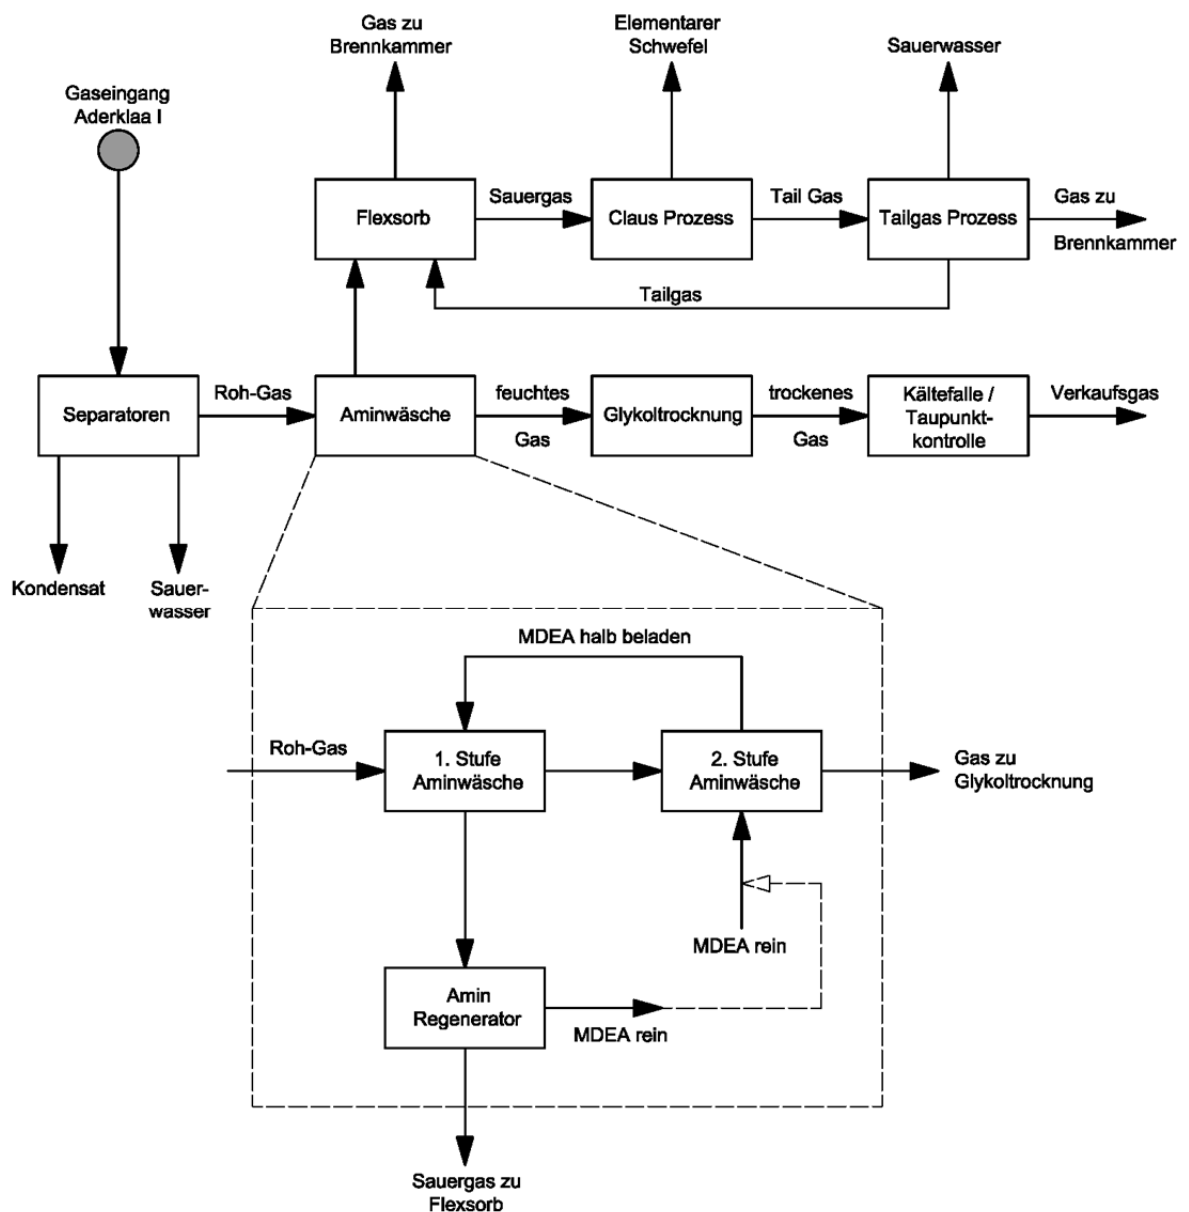 Gas zu
Brennkammer
Elementarer
Schwefel
Sauerwasser
Gaseingang
Aderklaa I
Flexsorb
Sauergas
Claus Prozess
Tail Gas
Tailgas Prozess
Gas zu
Brennkammer
Tailgas
Separatoren
Roh-Gas
Aminwäsche
feuchtes
Gas
Glykoltrocknung
trockenes
Gas
Kältefalle /
Taupunkt-
kontrolle
Verkaufsgas
Kondensat
Sauer-
wasser
MDEA halb beladen
Roh-Gas
1. Stufe
Aminwäsche
2. Stufe
Aminwäsche
Gas zu
Glykoltrocknung
MDEA rein
Amin
Regenerator
MDEA rein
Sauergas zu
Flexsorb